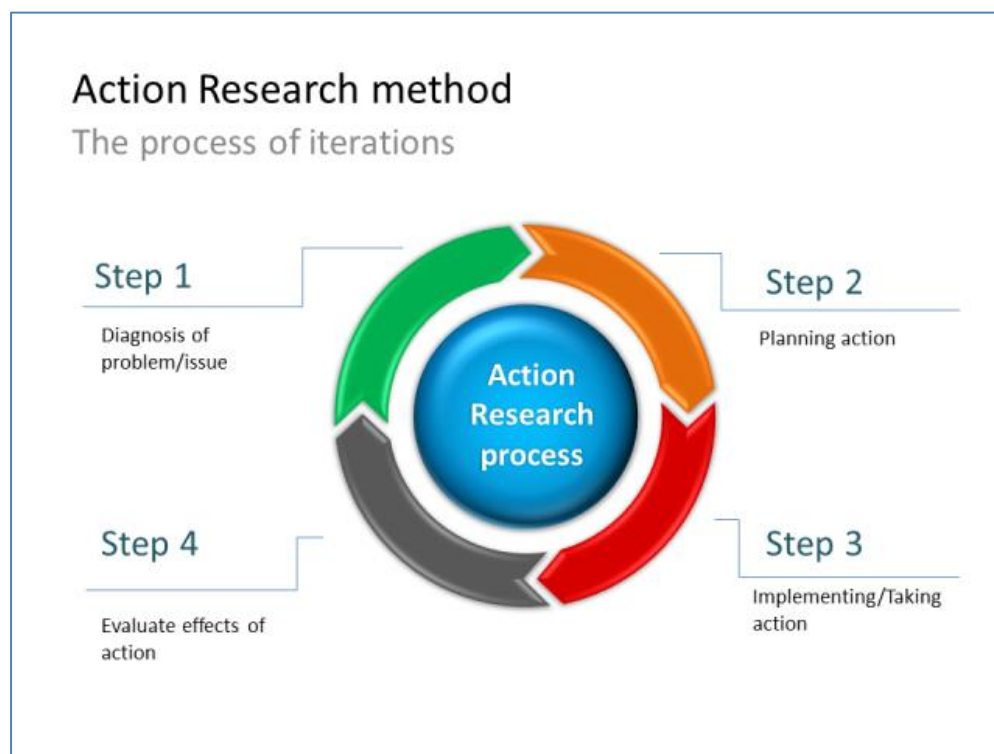 Action Research method
The process of iterations
Step 1
Diagnosis of
problem/issue
Step 2
Planning action
Action
Research
process
Step 3
Implementing/Taking
action
Step 4
Evaluate effects of
action